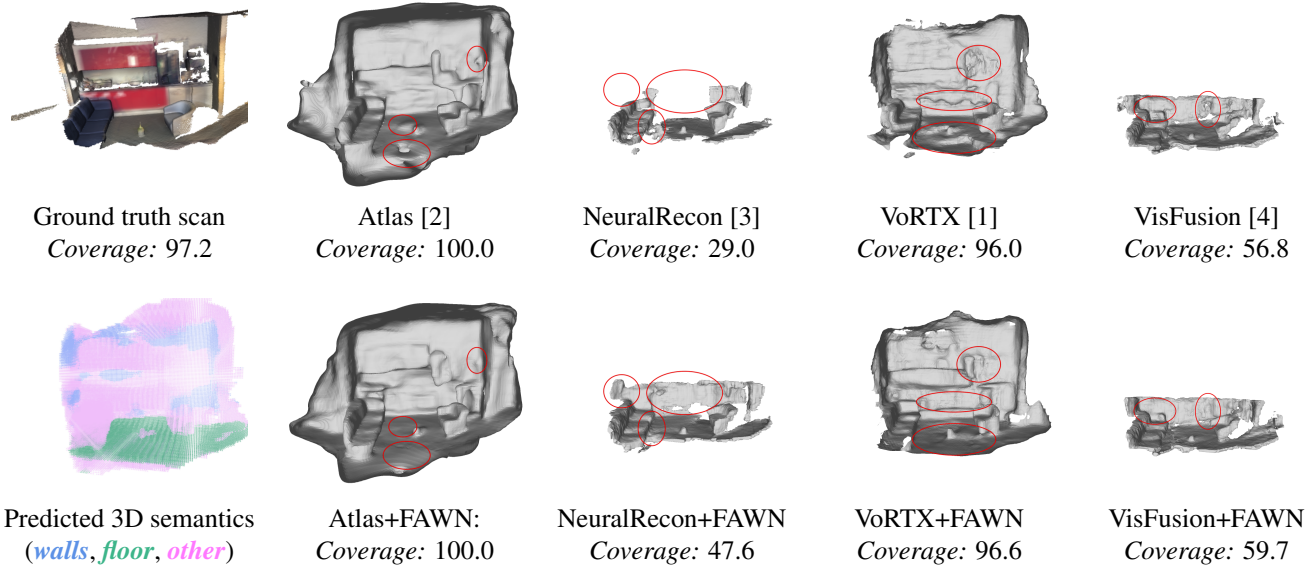 Ground truth scan
Coverage: 97.2
Atlas [2]
Coverage: 100.0
NeuralRecon [3]
Coverage: 29.0
VoRTX [1]
Coverage: 96.0
VisFusion [4]
Coverage: 56.8
Predicted 3D semantics
(walls, floor, other)
Atlas+FAWN:
Coverage: 100.0
NeuralRecon+FAWN
Coverage: 47.6
VoRTX+FAWN
Coverage: 96.6
VisFusion+FAWN
Coverage: 59.7